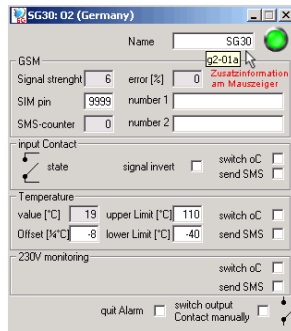 SG30: O2 (Germany)
Name SG30
g2-01a
GSM
Signal strenght 6 error [%] 0 Zusatzinformation
am Mauszeiger
SIM pin 9999 number 1
SMS-counter 0 number 2
input Contact
state signal invert switch oC
send SMS
Temperature
value [°C] 19 upper Limit [°C] 110 switch oC
Offset [¼°C] -8 lower Limit [°C] -40 send SMS
230V monitoring
switch oC
send SMS
quit Alarm switch output
Contact manually